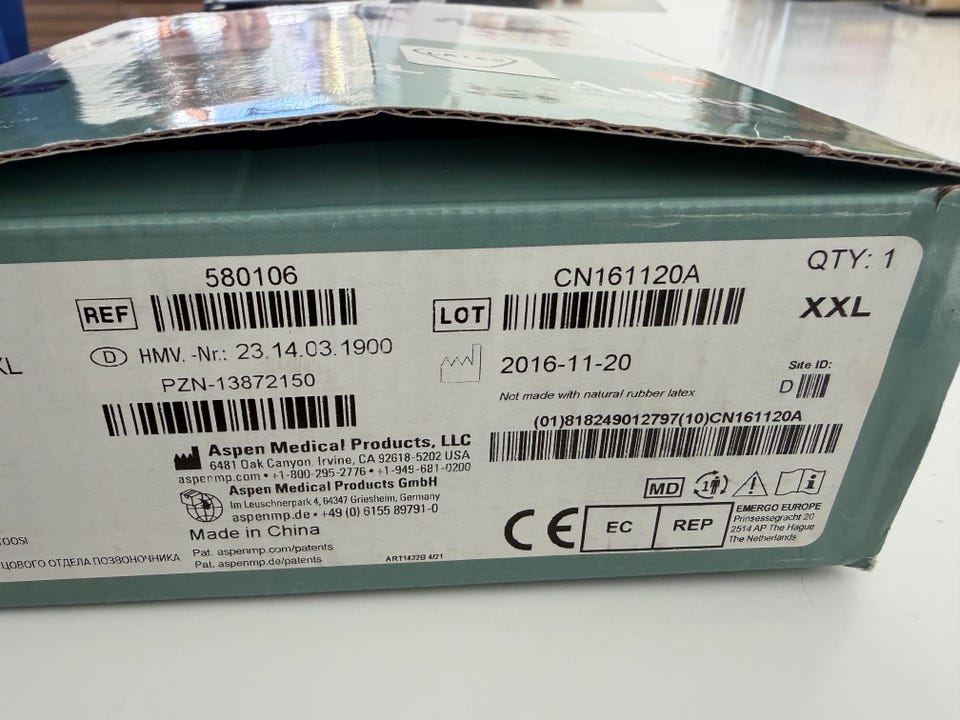 580106
REF
D HMV. -Nr.: 23.14.03.1900
PZN-13872150
CN161120A
LOT
2016-11-20
Not made with natural rubber latex
(01)818249012797(10)CN161120A
QTY: 1
XXL
Site ID:
D
Aspen Medical Products, LLC
6481 Oak Canyon Irvine, CA 92618-5202 USA
aspenmp.com • +1-800-295-2776 • +1-949-681-0200
Aspen Medical Products GmbH
Im Leuschnerpark 4, 64347 Griesheim, Germany
aspenmp.de • +49 (0) 6155 89791-0
Made in China
Pat. aspenmp.com/patents
Pat. aspenmp.de/patents
ART1432B 4/21
MD
1
CE
EC REP
EMERGO EUROPE
Prinsessegracht 20
2514 AP The Hague
The Netherlands
XL
TOOSI
ЦОВОГО ОТДЕЛА ПОЗВОНОЧНИКА